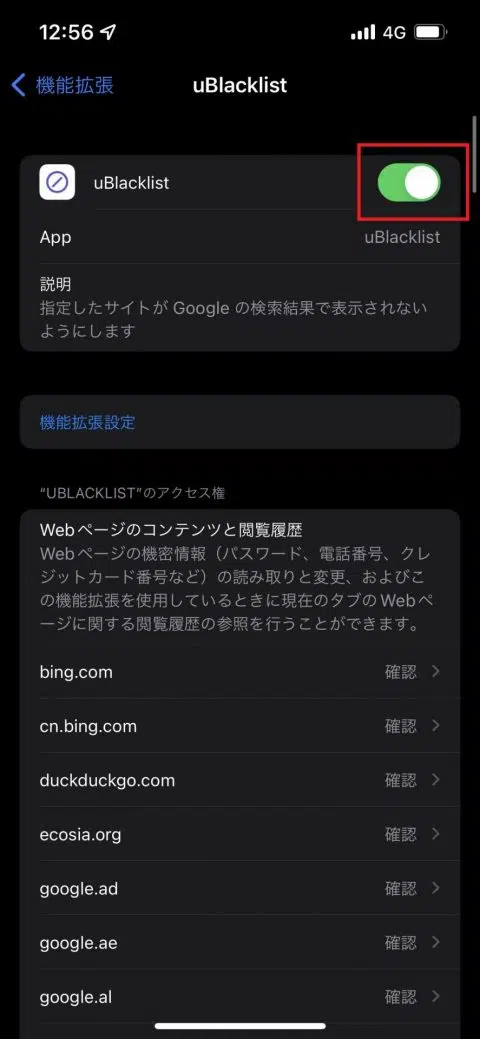 12:56 4G
機能拡張 uBlacklist
uBlacklist
App uBlacklist
説明
指定したサイトが Google の検索結果で表示されない
ようにします
機能拡張設定
“UBLACKLIST”のアクセス権
Webページのコンテンツと閲覧履歴
Webページの機密情報（パスワード、電話番号、クレ
ジットカード番号など）の読み取りと変更、およびこ
の機能拡張を使用しているときに現在のタブのWebペ
ージに関する閲覧履歴の参照を行うことができます。
bing.com 確認
cn.bing.com 確認
duckduckgo.com 確認
ecosia.org 確認
google.ad 確認
google.ae 確認
google.al 確認